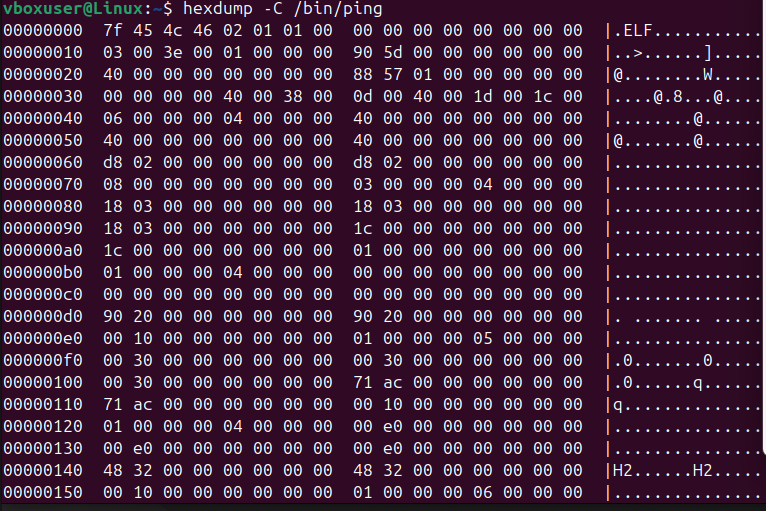 vboxuser@Linux:~$ hexdump -C /bin/ping
00000000  7f 45 4c 46 02 01 01 00  00 00 00 00 00 00 00 00  |.ELF............
00000010  03 00 3e 00 01 00 00 00  90 5d 00 00 00 00 00 00  |..>......]......
00000020  40 00 00 00 00 00 00 00  88 57 01 00 00 00 00 00  |@........W......
00000030  00 00 00 00 40 00 38 00  0d 00 40 00 1d 00 1c 00  |....@.8...@.....
00000040  06 00 00 00 04 00 00 00  40 00 00 00 00 00 00 00  |........@.......
00000050  40 00 00 00 00 00 00 00  40 00 00 00 00 00 00 00  |@.......@.......
00000060  d8 02 00 00 00 00 00 00  d8 02 00 00 00 00 00 00  |................
00000070  08 00 00 00 00 00 00 00  03 00 00 00 04 00 00 00  |................
00000080  18 03 00 00 00 00 00 00  18 03 00 00 00 00 00 00  |................
00000090  18 03 00 00 00 00 00 00  1c 00 00 00 00 00 00 00  |................
000000a0  1c 00 00 00 00 00 00 00  01 00 00 00 00 00 00 00  |................
000000b0  01 00 00 00 04 00 00 00  00 00 00 00 00 00 00 00  |................
000000c0  00 00 00 00 00 00 00 00  00 00 00 00 00 00 00 00  |................
000000d0  90 20 00 00 00 00 00 00  90 20 00 00 00 00 00 00  |. ....... ......
000000e0  00 10 00 00 00 00 00 00  01 00 00 00 05 00 00 00  |................
000000f0  00 30 00 00 00 00 00 00  00 30 00 00 00 00 00 00  |.0.......0......
00000100  00 30 00 00 00 00 00 00  71 ac 00 00 00 00 00 00  |.0......q.......
00000110  71 ac 00 00 00 00 00 00  00 10 00 00 00 00 00 00  |q...............
00000120  01 00 00 00 04 00 00 00  00 e0 00 00 00 00 00 00  |................
00000130  00 e0 00 00 00 00 00 00  00 e0 00 00 00 00 00 00  |................
00000140  48 32 00 00 00 00 00 00  48 32 00 00 00 00 00 00  |H2......H2......
00000150  00 10 00 00 00 00 00 00  01 00 00 00 06 00 00 00  |................